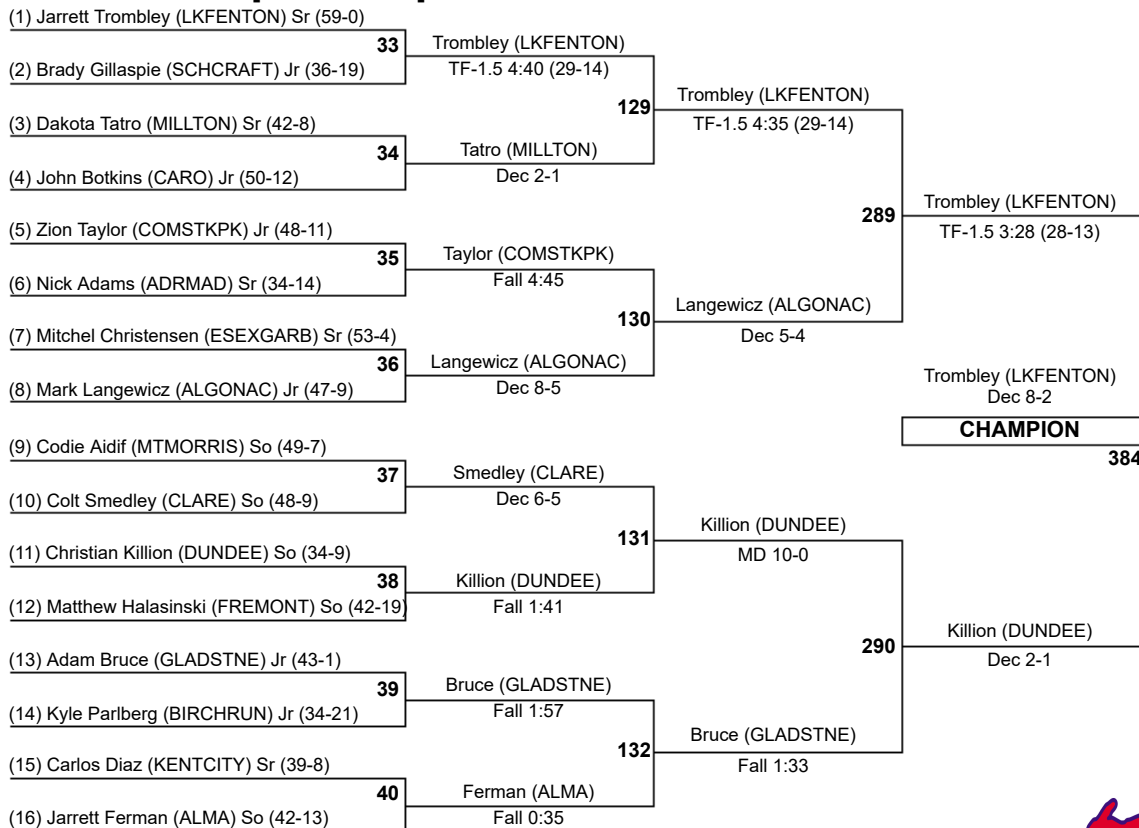 (1) Jarrett Trombley (LKFENTON) Sr (59-0)
33
(2) Brady Gillaspie (SCHCRAFT) Jr (36-19)
Trombley (LKFENTON)
TF-1.5 4:40 (29-14)
129
(3) Dakota Tatro (MILLTON) Sr (42-8)
34
(4) John Botkins (CARO) Jr (50-12)
Tatro (MILLTON)
Dec 2-1
Trombley (LKFENTON)
TF-1.5 4:35 (29-14)
289
(5) Zion Taylor (COMSTKPK) Jr (48-11)
35
(6) Nick Adams (ADRMAD) Sr (34-14)
Taylor (COMSTKPK)
Fall 4:45
130
(7) Mitchel Christensen (ESEXGARB) Sr (53-4)
36
(8) Mark Langewicz (ALGONAC) Jr (47-9)
Langewicz (ALGONAC)
Dec 8-5
Langewicz (ALGONAC)
Dec 5-4
Trombley (LKFENTON)
TF-1.5 3:28 (28-13)
Trombley (LKFENTON)
Dec 8-2
CHAMPION
384
(9) Codie Aidif (MTMORRIS) So (49-7)
37
(10) Colt Smedley (CLARE) So (48-9)
Smedley (CLARE)
Dec 6-5
131
(11) Christian Killion (DUNDEE) So (34-9)
38
(12) Matthew Halasinski (FREMONT) So (42-19)
Killion (DUNDEE)
Fall 1:41
Killion (DUNDEE)
MD 10-0
290
(13) Adam Bruce (GLADSTNE) Jr (43-1)
39
(14) Kyle Parlberg (BIRCHRUN) Jr (34-21)
Bruce (GLADSTNE)
Fall 1:57
132
(15) Carlos Diaz (KENTCITY) Sr (39-8)
40
(16) Jarrett Ferman (ALMA) So (42-13)
Ferman (ALMA)
Fall 0:35
Bruce (GLADSTNE)
Fall 1:33
Killion (DUNDEE)
Dec 2-1